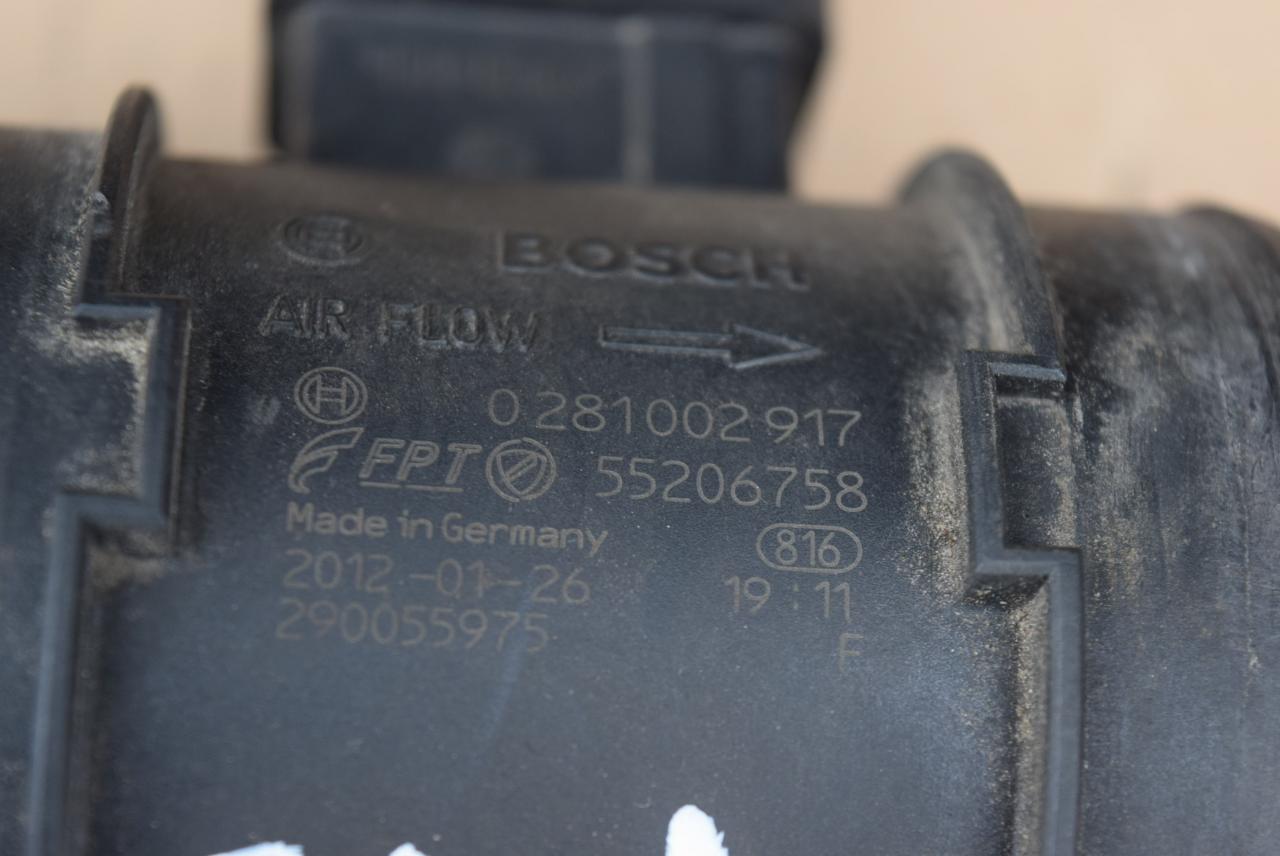 BOSCH
AIR FLOW
0 281 002 917
FPT 55206758
Made in Germany 816
2012-01-26 19:11
290055975 F